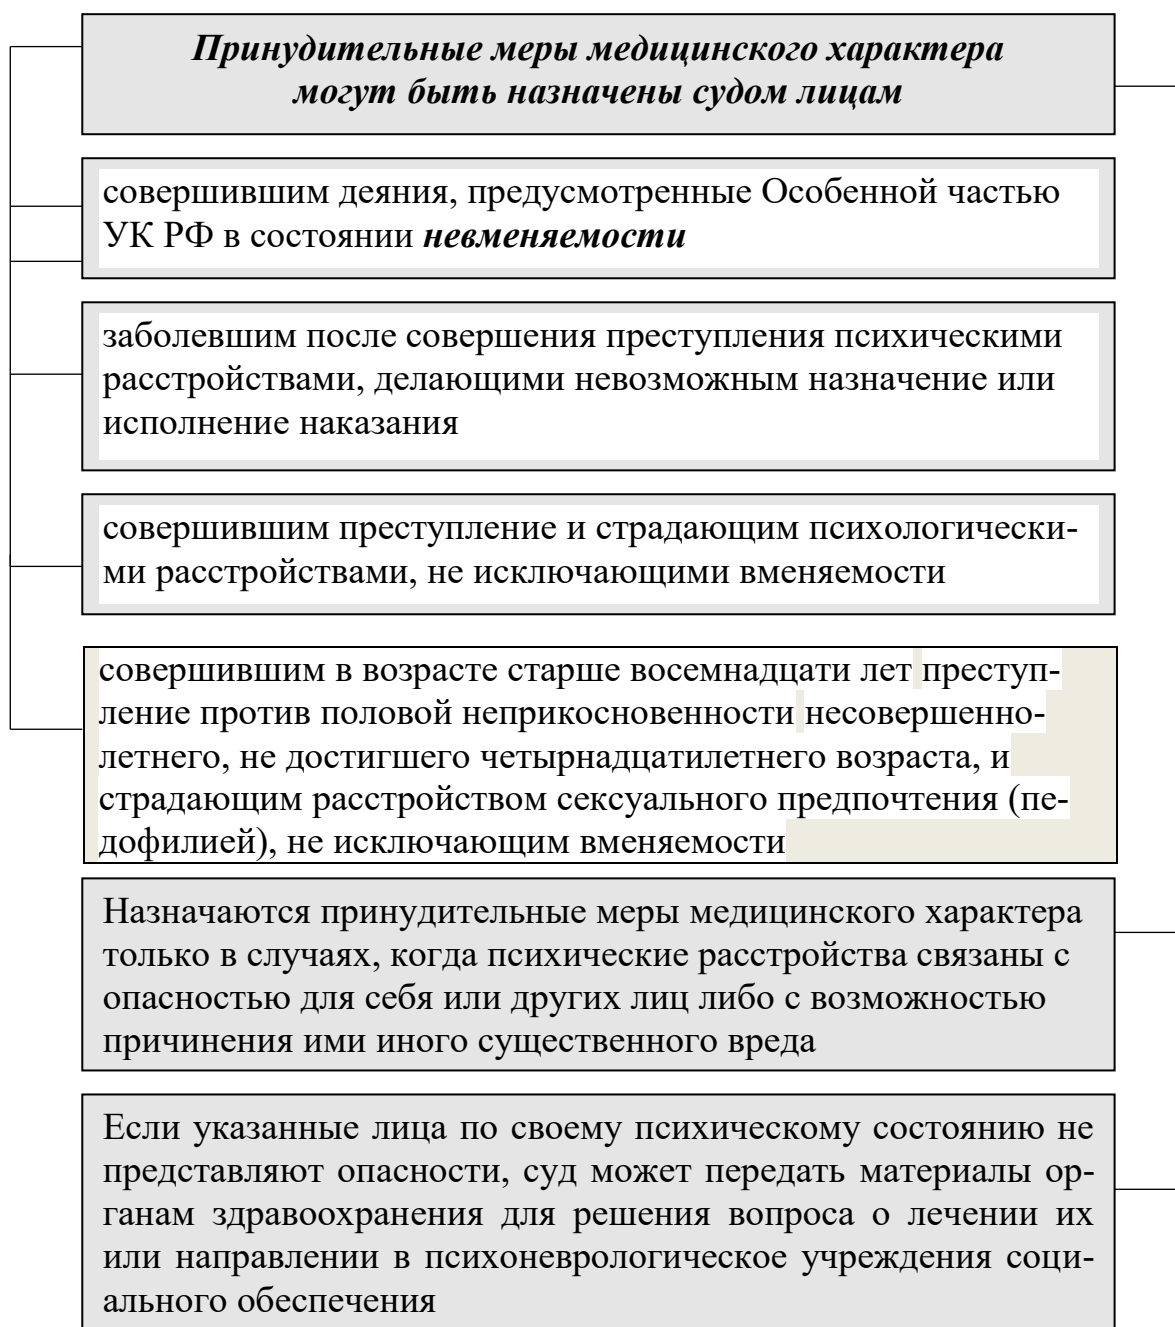 Принудительные меры медицинского характера
могут быть назначены судом лицам
совершившим деяния, предусмотренные Особенной частью
УК РФ в состоянии невменяемости
заболевшим после совершения преступления психическими
расстройствами, делающими невозможным назначение или
исполнение наказания
совершившим преступление и страдающим психологически-
ми расстройствами, не исключающими вменяемости
совершившим в возрасте старше восемнадцати лет преступ-
ление против половой неприкосновенности несовершенно-
летнего, не достигшего четырнадцатилетнего возраста, и
страдающим расстройством сексуального предпочтения (пе-
дофилией), не исключающим вменяемости
Назначаются принудительные меры медицинского характера
только в случаях, когда психические расстройства связаны с
опасностью для себя или других лиц либо с возможностью
причинения ими иного существенного вреда
Если указанные лица по своему психическому состоянию не
представляют опасности, суд может передать материалы ор-
ганам здравоохранения для решения вопроса о лечении их
или направлении в психоневрологическое учреждения соци-
ального обеспечения